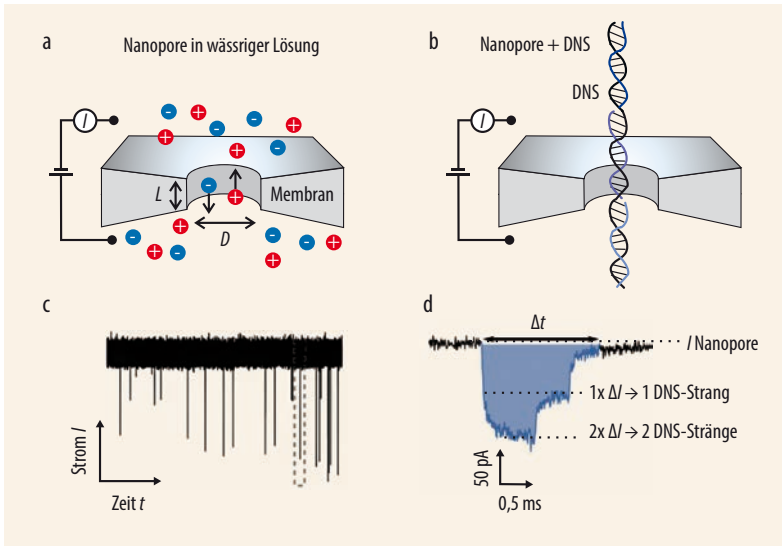 a
Nanopore in wässriger Lösung
I
L
D
Membran
b
Nanopore + DNS
DNS
I
c
Strom I
Zeit t
d
Δt
I Nanopore
1x ΔI → 1 DNS-Strang
2x ΔI → 2 DNS-Stränge
50 pA
0,5 ms